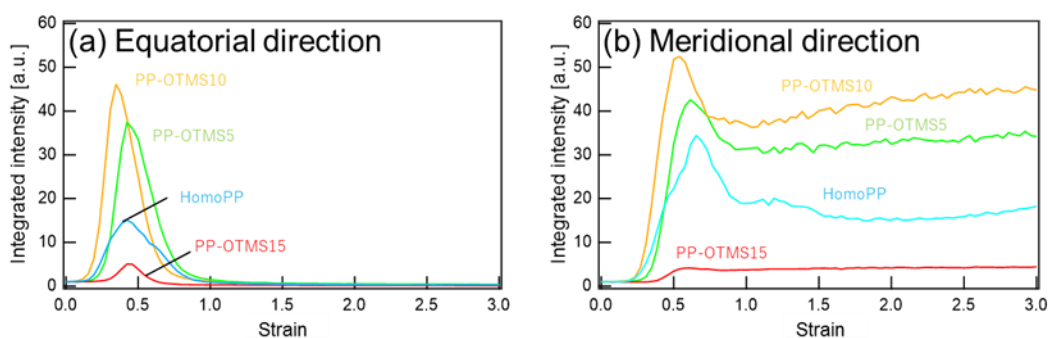 (a) Equatorial direction
Integrated intensity [a.u.]
60
50
40
30
20
10
0
PP-OTMS10
PP-OTMS5
HomoPP
PP-OTMS15
0.0 0.5 1.0 1.5 2.0 2.5 3.0
Strain
(b) Meridional direction
Integrated intensity [a.u.]
60
50
40
30
20
10
0
PP-OTMS10
PP-OTMS5
HomoPP
PP-OTMS15
0.0 0.5 1.0 1.5 2.0 2.5 3.0
Strain